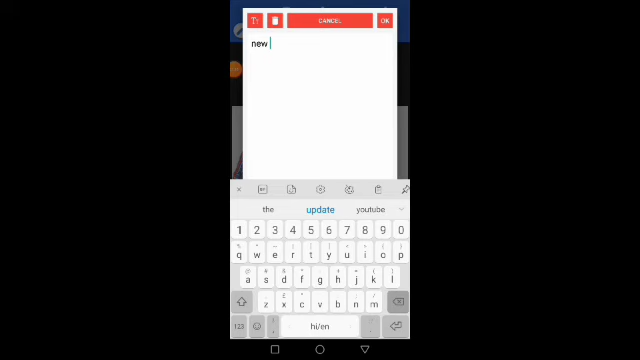 CANCEL OK
new
the update youtube
1 2 3 4 5 6 7 8 9 0
q w e r t y u i o p
a s d f g h j k l
z x c v b n m
123 , hi/en .